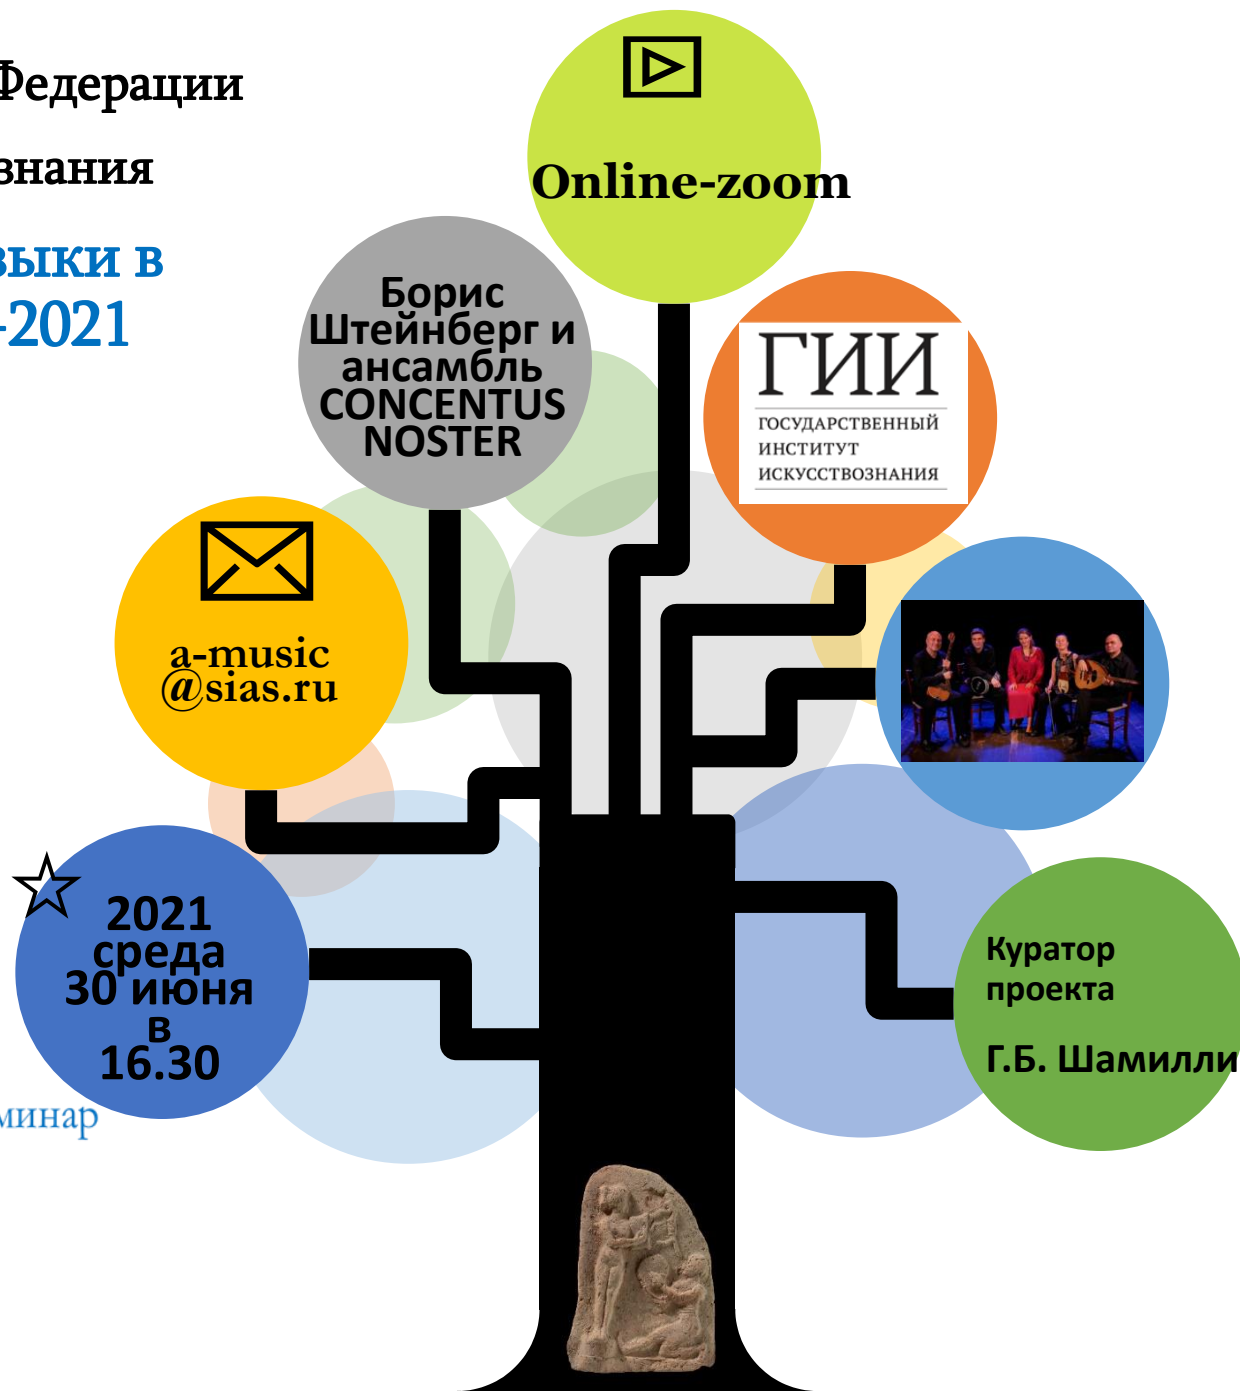 Федерации
знания
зыки в
-2021
Online-zoom
Борис
Штейнберг и
ансамбль
CONCENTUS
NOSTER
ГИИ
ГОСУДАРСТВЕННЫЙ
ИНСТИТУТ
ИСКУССТВОЗНАНИЯ
a-music
@sias.ru
2021
среда
30 июня
в
16.30
Куратор
проекта
Г.Б. Шамилли
минар